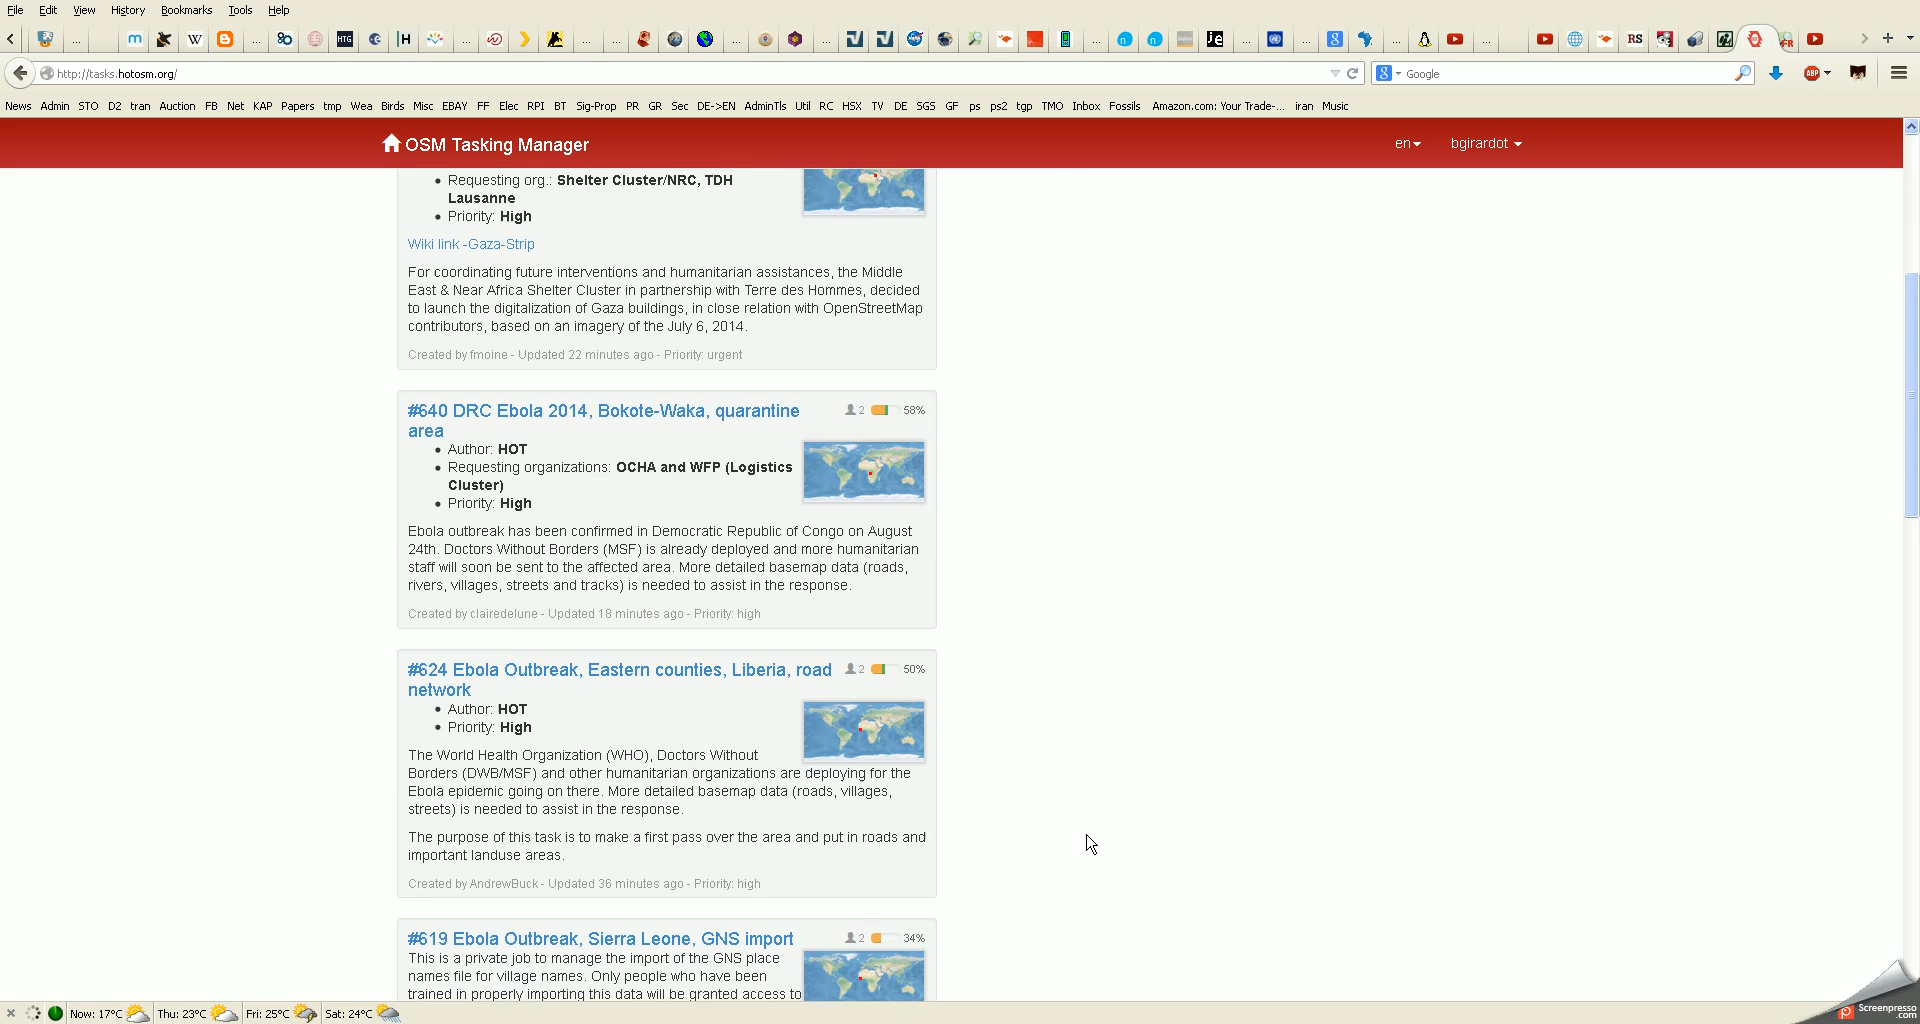 File Edit View History Bookmarks Tools Help
http://tasks.hotosm.org/
Google
News Admin STO D2 tran Auction FB Net KAP Papers tmp Wea Birds Misc EBAY FF Elec RPI BT Sig-Prop PR GR Sec DE->EN AdminTls Util RC HSX TV DE SGS GF ps ps2 tgp TMO Inbox Fossils Amazon.com: Your Trade-... iran Music
OSM Tasking Manager
en
bgirardot
Requesting org.: Shelter Cluster/NRC, TDH
Lausanne
Priority: High
Wiki link -Gaza-Strip
For coordinating future interventions and humanitarian assistances, the Middle
East & Near Africa Shelter Cluster in partnership with Terre des Hommes, decided
to launch the digitalization of Gaza buildings, in close relation with OpenStreetMap
contributors, based on an imagery of the July 6, 2014.
Created by fmoine - Updated 22 minutes ago - Priority: urgent
#640 DRC Ebola 2014, Bokote-Waka, quarantine
area
2 58%
Author: HOT
Requesting organizations: OCHA and WFP (Logistics
Cluster)
Priority: High
Ebola outbreak has been confirmed in Democratic Republic of Congo on August
24th. Doctors Without Borders (MSF) is already deployed and more humanitarian
staff will soon be sent to the affected area. More detailed basemap data (roads,
rivers, villages, streets and tracks) is needed to assist in the response.
Created by clairedelune - Updated 18 minutes ago - Priority: high
#624 Ebola Outbreak, Eastern counties, Liberia, road
network
2 50%
Author: HOT
Priority: High
The World Health Organization (WHO), Doctors Without
Borders (DWB/MSF) and other humanitarian organizations are deploying for the
Ebola epidemic going on there. More detailed basemap data (roads, villages,
streets) is needed to assist in the response.
The purpose of this task is to make a first pass over the area and put in roads and
important landuse areas.
Created by AndrewBuck - Updated 36 minutes ago - Priority: high
#619 Ebola Outbreak, Sierra Leone, GNS import
2 34%
This is a private job to manage the import of the GNS place
names file for village names. Only people who have been
trained in properly importing this data will be granted access to
Now: 17°C Thu: 23°C Fri: 25°C Sat: 24°C
Screenpresso
.com